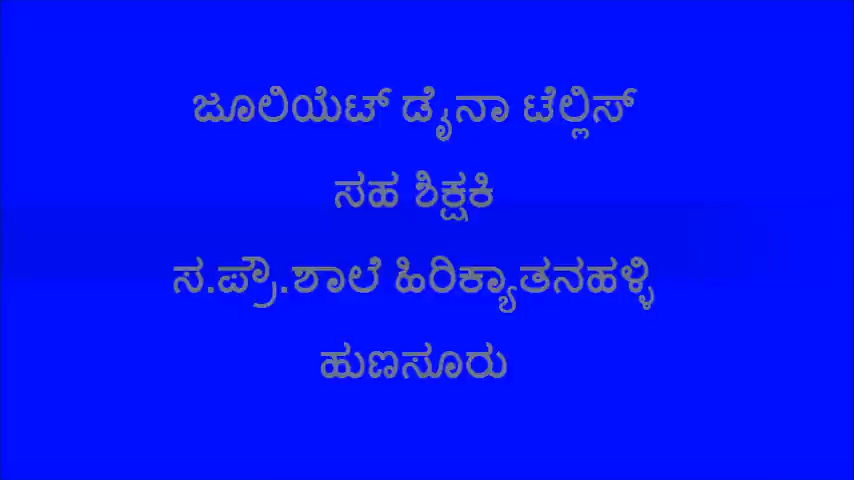 ಜೂಲಿಯೆಟ್ ಡೈನಾ ಟೆಲ್ಲಿಸ್
ಸಹ ಶಿಕ್ಷಕಿ
ಸ.ಪ್ರೌ.ಶಾಲೆ ಹಿರಿಕ್ಯಾತನಹಳ್ಳಿ
ಹುಣಸೂರು